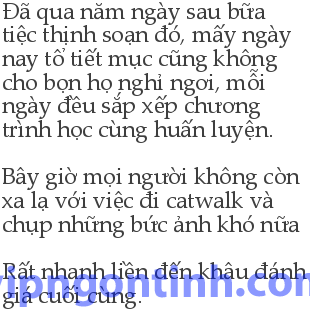 Đã qua năm ngày sau bữa
tiệc thịnh soạn đó, mấy ngày
nay tổ tiết mục cũng không
cho bọn họ nghỉ ngơi, mỗi
ngày đều sắp xếp chương
trình học cùng huấn luyện.
Bây giờ mọi người không còn
xa lạ với việc đi catwalk và
chụp những bức ảnh khó nữa
Rất nhanh liền đến khâu đánh
giá cuối cùng.
vipngontinh.com